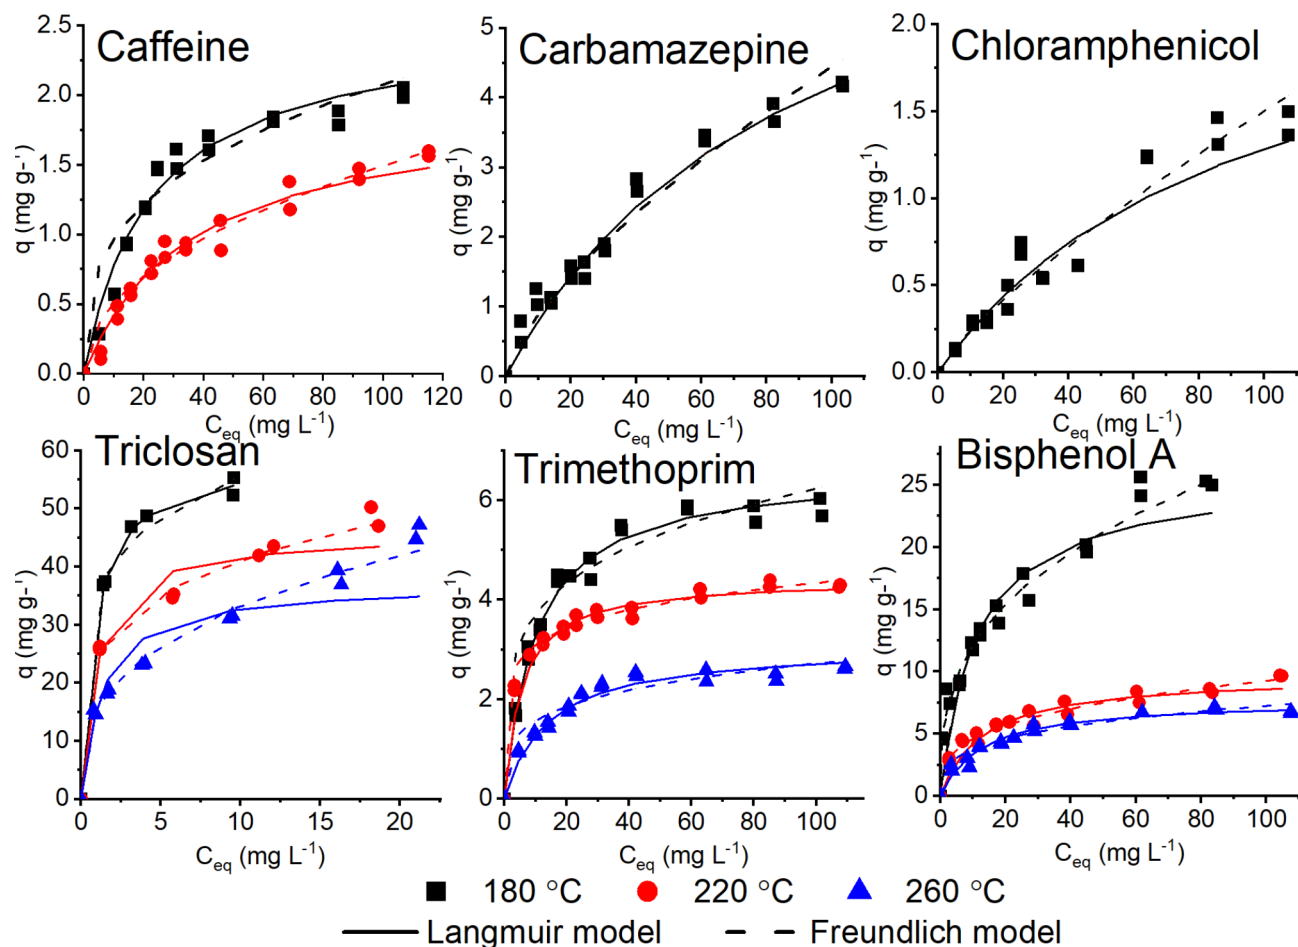 Caffeine
2.5
2.0
1.5
1.0
0.5
0.0
q (mg g-¹)
0 20 40 60 80 100 120
Ceq (mg L-1)
Carbamazepine
5
4
3
2
1
0
q (mg g-1)
0 20 40 60 80 100
Ceq (mg L-1)
Chloramphenicol
2.0
1.5
1.0
0.5
0.0
q (mg g-1)
0 20 40 60 80 100
Ceq (mg L-1)
Triclosan
60
50
40
30
20
10
0
q (mg g-¹)
0 5 10 15 20
Ceq (mg L-1)
Trimethoprim
6
4
2
0
q (mg g-1)
0 20 40 60 80 100
Ceq (mg L-1)
Bisphenol A
25
20
15
10
5
0
q (mg g-1)
0 20 40 60 80 100
Ceq (mg L-1)
180 °C 220 °C 260 °C
Langmuir model Freundlich model